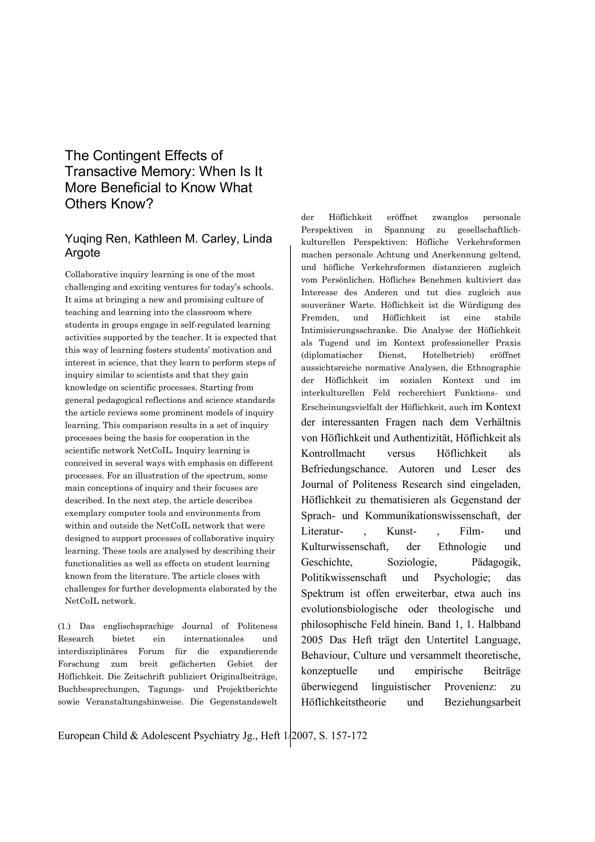 The Contingent Effects of
Transactive Memory: When Is It
More Beneficial to Know What
Others Know?
Yuqing Ren, Kathleen M. Carley, Linda
Argote
Collaborative inquiry learning is one of the most
challenging and exciting ventures for today's schools.
It aims at bringing a new and promising culture of
teaching and learning into the classroom where
students in groups engage in self-regulated learning
activities supported by the teacher. It is expected that
this way of learning fosters students' motivation and
interest in science, that they learn to perform steps of
inquiry similar to scientists and that they gain
knowledge on scientific processes. Starting from
general pedagogical reflections and science standards
the article reviews some prominent models of inquiry
learning. This comparison results in a set of inquiry
processes being the basis for cooperation in the
scientific network NetCoIL. Inquiry learning is
conceived in several ways with emphasis on different
processes. For an illustration of the spectrum, some
main conceptions of inquiry and their focuses are
described. In the next step, the article describes
exemplary computer tools and environments from
within and outside the NetCoIL network that were
designed to support processes of collaborative inquiry
learning. These tools are analysed by describing their
functionalities as well as effects on student learning
known from the literature. The article closes with
challenges for further developments elaborated by the
NetCoIL network.
(1.) Das englischsprachige Journal of Politeness
Research bietet ein internationales und
interdisziplinäres Forum für die expandierende
Forschung zum breit gefächerten Gebiet der
Höflichkeit. Die Zeitschrift publiziert Originalbeiträge,
Buchbesprechungen, Tagungs- und Projektberichte
sowie Veranstaltungshinweise. Die Gegenstandswelt
der Höflichkeit eröffnet zwanglos personale
Perspektiven in Spannung zu gesellschaftlich-
kulturellen Perspektiven: Höfliche Verkehrsformen
machen personale Achtung und Anerkennung geltend,
und höfliche Verkehrsformen distanzieren zugleich
vom Persönlichen. Höfliches Benehmen kultiviert das
Interesse des Anderen und tut dies zugleich aus
souveräner Warte. Höflichkeit ist die Würdigung des
Fremden, und Höflichkeit ist eine stabile
Intimisierungsschranke. Die Analyse der Höflichkeit
als Tugend und im Kontext professioneller Praxis
(diplomatischer Dienst, Hotelbetrieb) eröffnet
aussichtsreiche normative Analysen, die Ethnographie
der Höflichkeit im sozialen Kontext und im
interkulturellen Feld recherchiert Funktions- und
Erscheinungsvielfalt der Höflichkeit, auch im Kontext
der interessanten Fragen nach dem Verhältnis
von Höflichkeit und Authentizität, Höflichkeit als
Kontrollmacht versus Höflichkeit als
Befriedungschance. Autoren und Leser des
Journal of Politeness Research sind eingeladen,
Höflichkeit zu thematisieren als Gegenstand der
Sprach- und Kommunikationswissenschaft, der
Literatur- , Kunst- , Film- und
Kulturwissenschaft, der Ethnologie und
Geschichte, Soziologie, Pädagogik,
Politikwissenschaft und Psychologie; das
Spektrum ist offen erweiterbar, etwa auch ins
evolutionsbiologische oder theologische und
philosophische Feld hinein. Band 1, 1. Halbband
2005 Das Heft trägt den Untertitel Language,
Behaviour, Culture und versammelt theoretische,
konzeptuelle und empirische Beiträge
überwiegend linguistischer Provenienz: zu
Höflichkeitstheorie und Beziehungsarbeit
European Child & Adolescent Psychiatry Jg., Heft 1/2007, S. 157-172